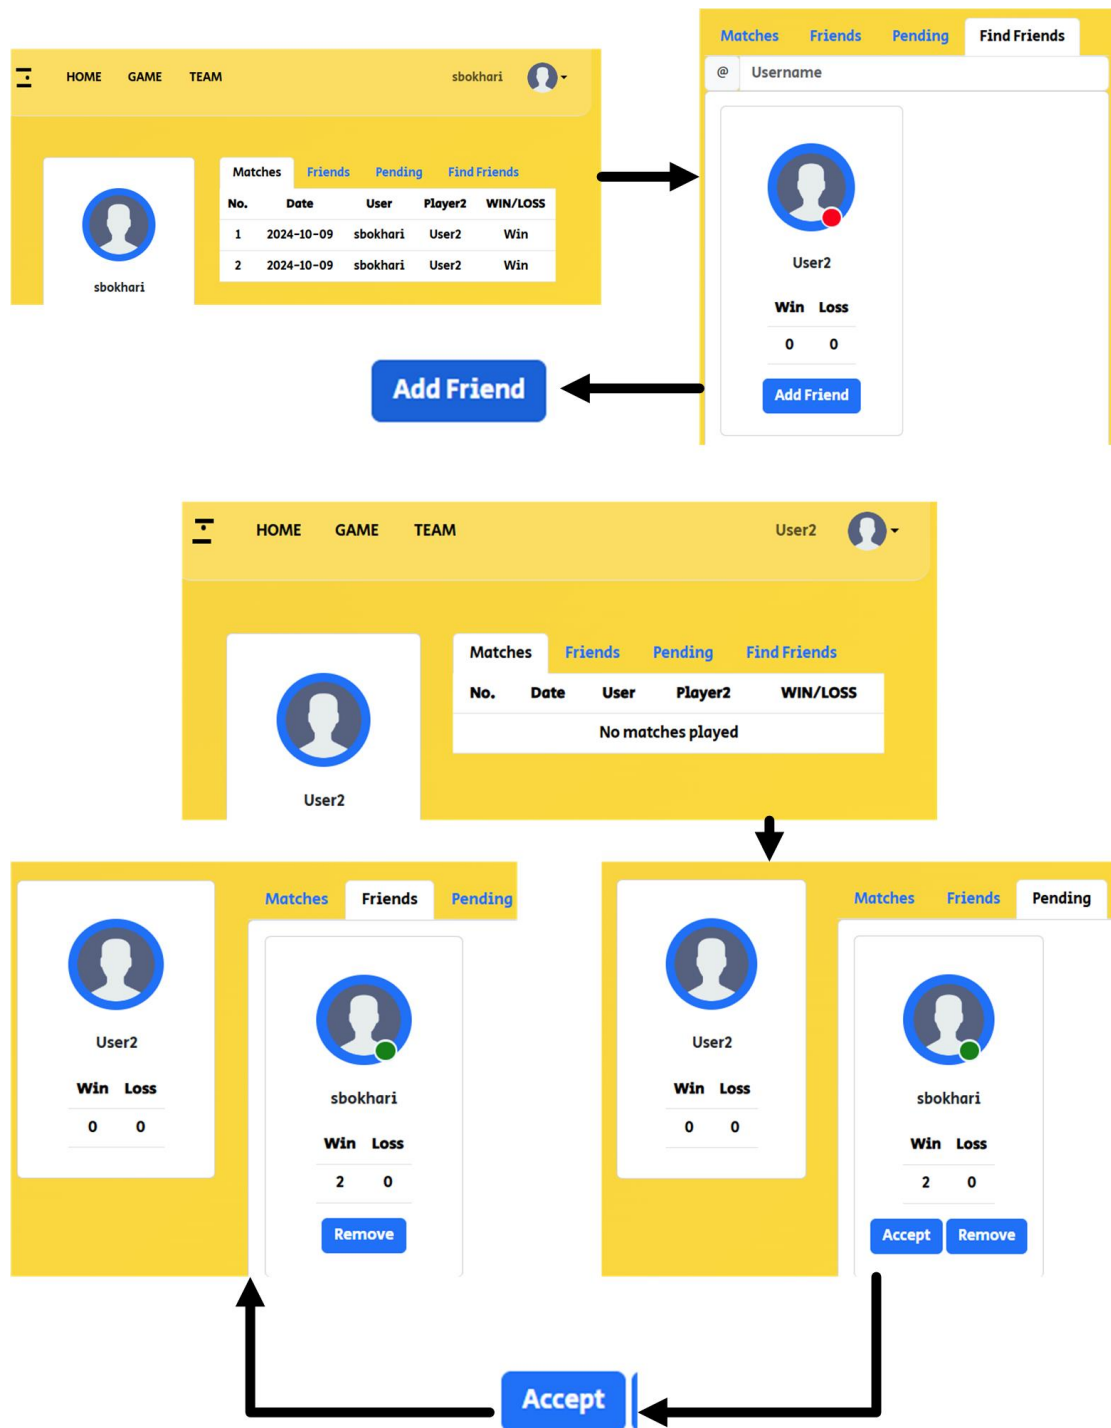 HOME GAME TEAM sbokhari
Matches Friends Pending Find Friends
No. Date User Player2 WIN/LOSS
1 2024-10-09 sbokhari User2 Win
2 2024-10-09 sbokhari User2 Win
sbokhari
Matches Friends Pending Find Friends
@ Username
User2
Win Loss
0 0
Add Friend
Add Friend
HOME GAME TEAM User2
Matches Friends Pending Find Friends
No. Date User Player2 WIN/LOSS
No matches played
User2
Matches Friends Pending
User2
Win Loss
0 0
sbokhari
Win Loss
2 0
Remove
Matches Friends Pending
User2
Win Loss
0 0
sbokhari
Win Loss
2 0
Accept Remove
Accept